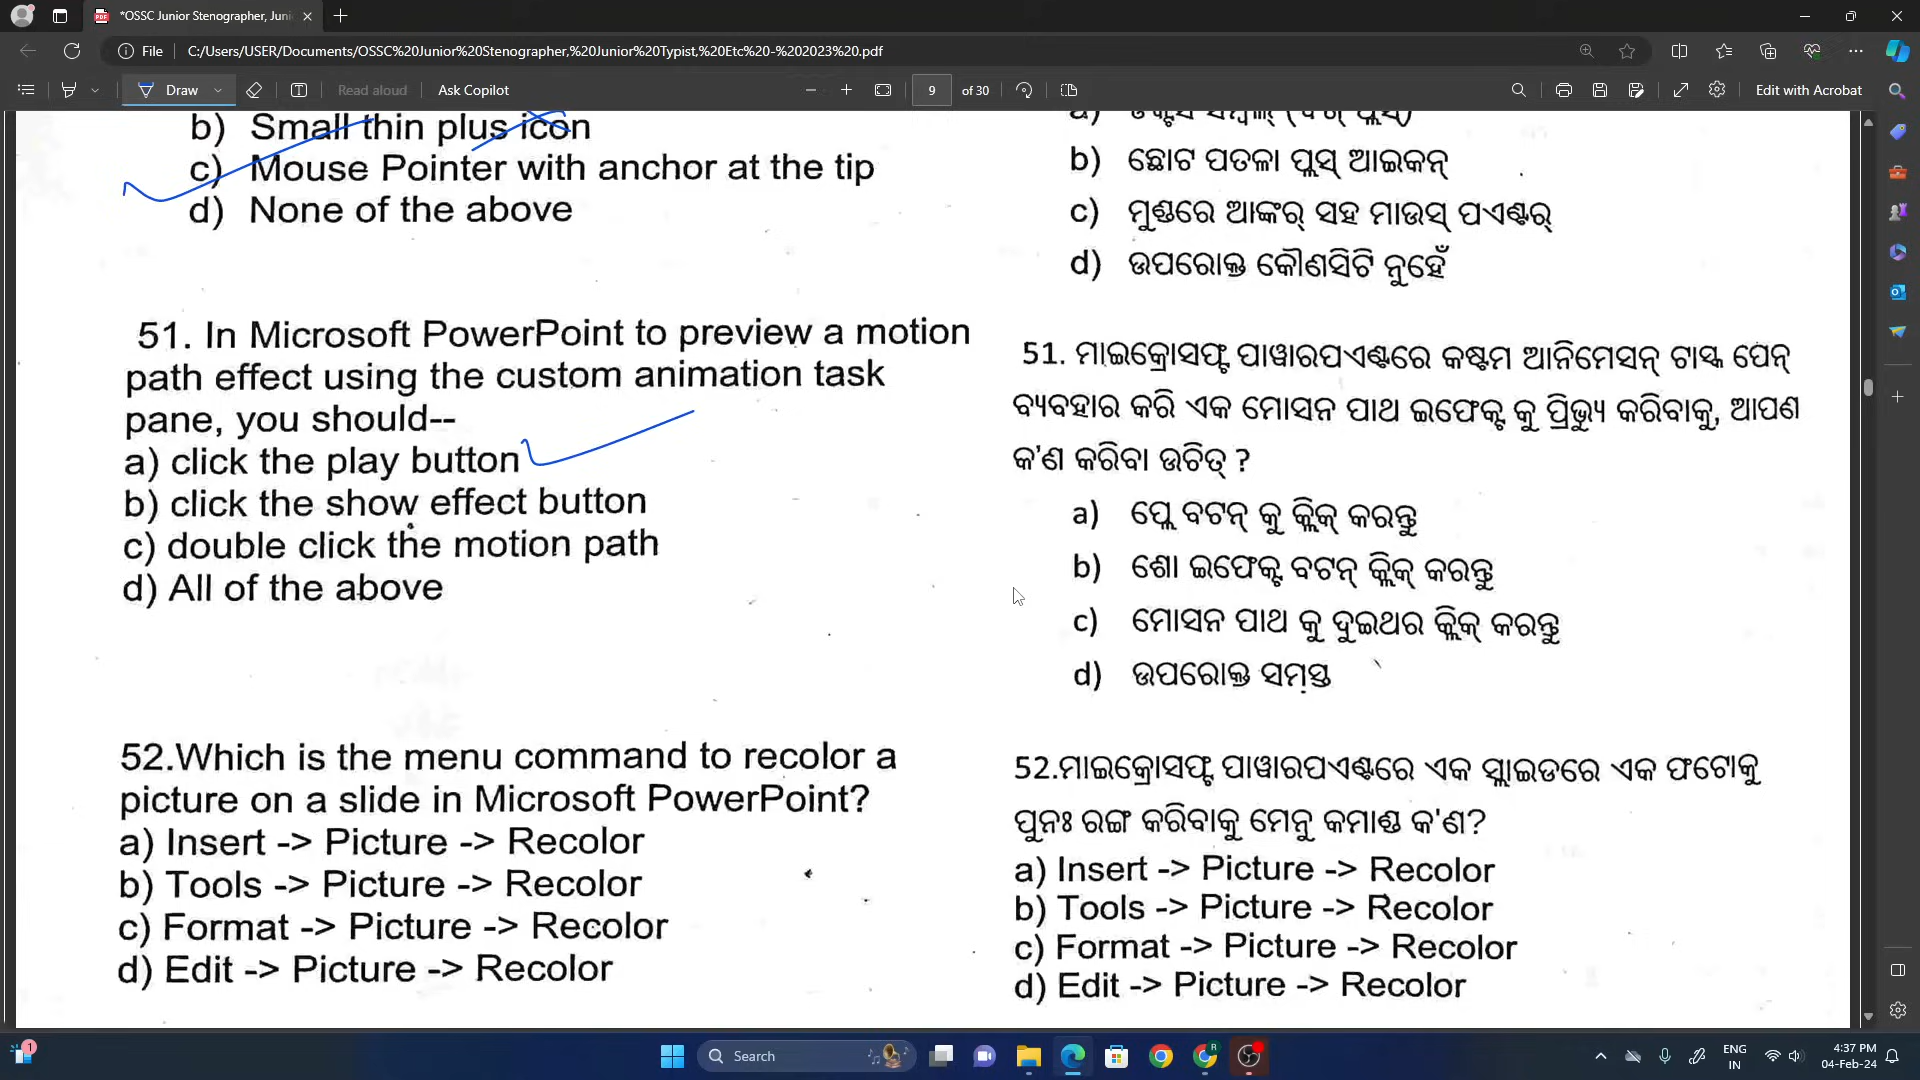 *OSSC Junior Stenographer, Juni
File
C:/Users/USER/Documents/OSSC%20Junior%20Stenographer,%20Junior%20Typist,%20Etc%20-%202023%20.pdf
Draw
Read aloud
Ask Copilot
9
of 30
Edit with Acrobat
b) Small thin plus icon
c) Mouse Pointer with anchor at the tip
d) None of the above
51. In Microsoft PowerPoint to preview a motion
path effect using the custom animation task
pane, you should--
a) click the play button
b) click the show effect button
c) double click the motion path
d) All of the above
52.Which is the menu command to recolor a
picture on a slide in Microsoft PowerPoint?
a) Insert -> Picture -> Recolor
b) Tools -> Picture -> Recolor
c) Format -> Picture -> Recolor
d) Edit -> Picture -> Recolor
b) ଛୋଟ ପତଳା ପ୍ଲସ୍ ଆଇକନ୍
c) ମୁଣ୍ଡରେ ଆଙ୍କର୍ ସହ ମାଉସ୍ ପଏଣ୍ଟର୍
d) ଉପରୋକ୍ତ କୌଣସିଟି ନୁହେଁ
51. ମାଇକ୍ରୋସଫ୍ଟ ପାୱାରପଏଣ୍ଟରେ କଷ୍ଟମ ଆନିମେସନ୍ ଟାସ୍କ ପେନ୍
ବ୍ୟବହାର କରି ଏକ ମୋସନ ପାଥ ଇଫେକ୍ଟ କୁ ପ୍ରିଭ୍ୟୁ କରିବାକୁ, ଆପଣ
କ'ଣ କରିବା ଉଚିତ୍ ?
a) ପ୍ଲେ ବଟନ୍ କୁ କ୍ଲିକ୍ କରନ୍ତୁ
b) ଶୋ ଇଫେକ୍ଟ ବଟନ୍ କ୍ଲିକ୍ କରନ୍ତୁ
c) ମୋସନ ପାଥ କୁ ଦୁଇଥର କ୍ଲିକ୍ କରନ୍ତୁ
d) ଉପରୋକ୍ତ ସମସ୍ତ
52.ମାଇକ୍ରୋସଫ୍ଟ ପାୱାରପଏଣ୍ଟରେ ଏକ ସ୍ଲାଇଡରେ ଏକ ଫଟୋକୁ
ପୁନଃ ରଙ୍ଗ କରିବାକୁ ମେନୁ କମାଣ୍ଡ କ'ଣ?
a) Insert -> Picture -> Recolor
b) Tools -> Picture -> Recolor
c) Format -> Picture -> Recolor
d) Edit -> Picture -> Recolor
1
Search
ENG
IN
4:37 PM
04-Feb-24